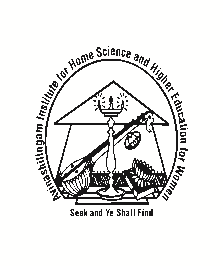 Avinashilingam Institute for Home Science and Higher Education for Women
Seek and Ye Shall Find